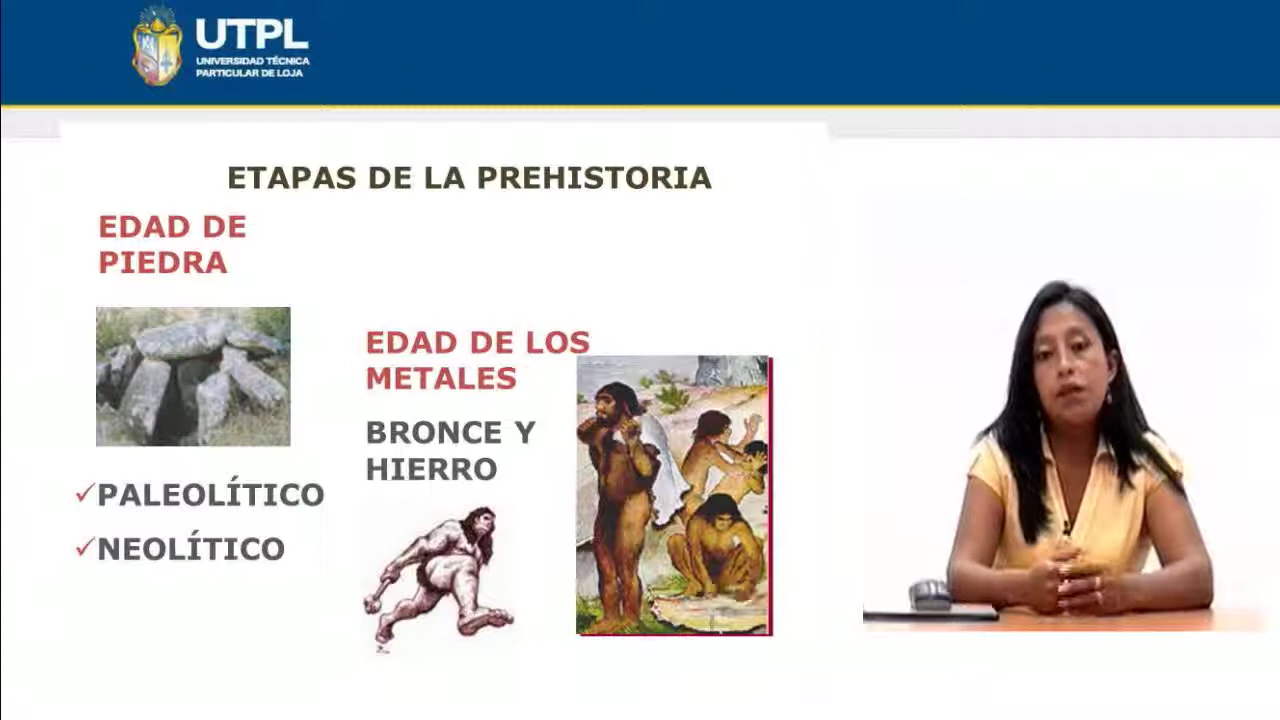 UTPL
UNIVERSIDAD TÉCNICA
PARTICULAR DE LOJA
ETAPAS DE LA PREHISTORIA
EDAD DE
PIEDRA
EDAD DE LOS
METALES
BRONCE Y
HIERRO
✓PALEOLÍTICO
✓NEOLÍTICO